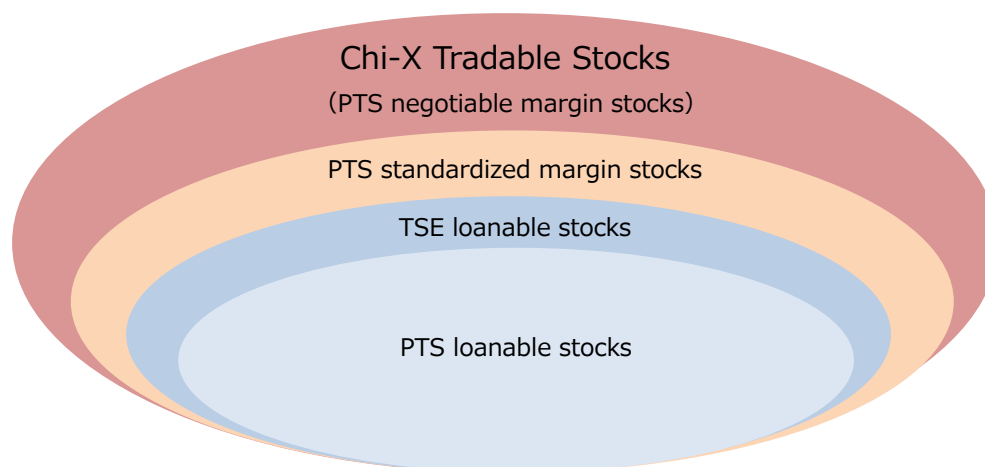 Chi-X Tradable Stocks
（PTS negotiable margin stocks）
PTS standardized margin stocks
TSE loanable stocks
PTS loanable stocks